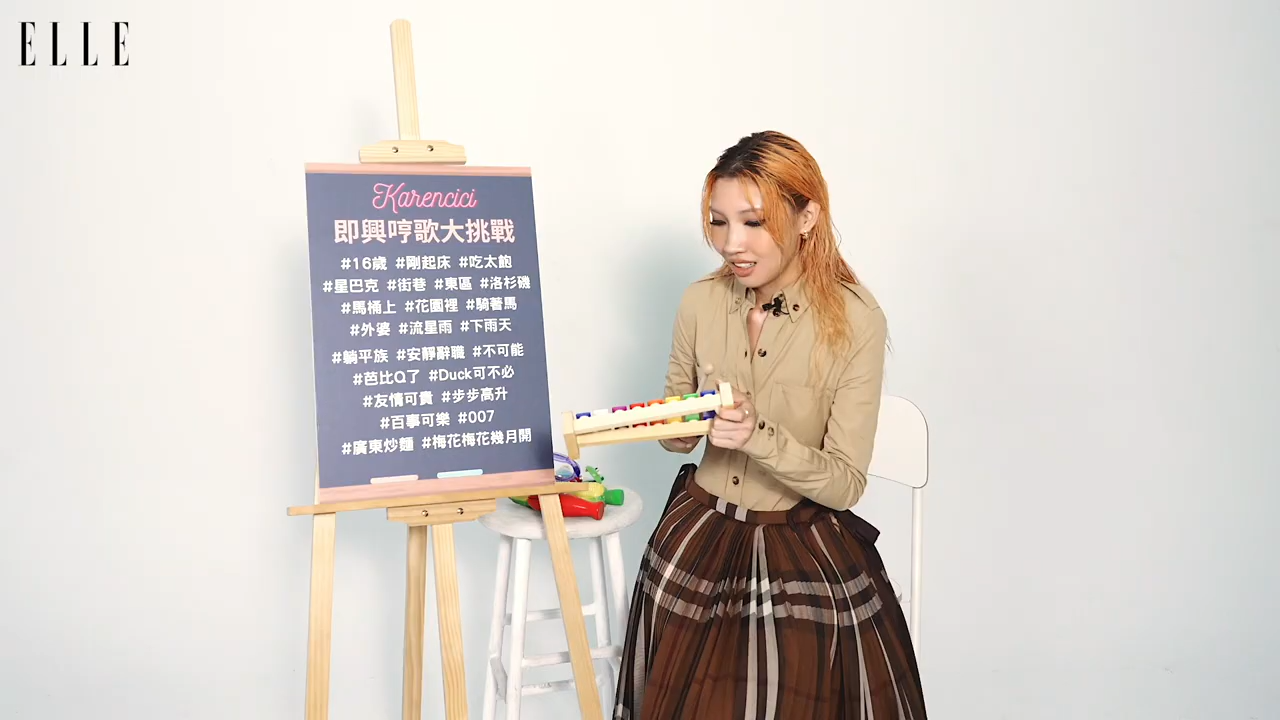 ELLE
Karencici
即興哼歌大挑戰
#16歲 #剛起床 #吃太飽
#星巴克 #街巷 #東區 #洛杉磯
#馬桶上 #花園裡 #騎著馬
#外婆 #流星雨 #下雨天
#躺平族 #安靜辭職 #不可能
#芭比Q了 #Duck可不必
#友情可貴 #步步高升
#百事可樂 #007
#廣東炒麵 #梅花梅花幾月開